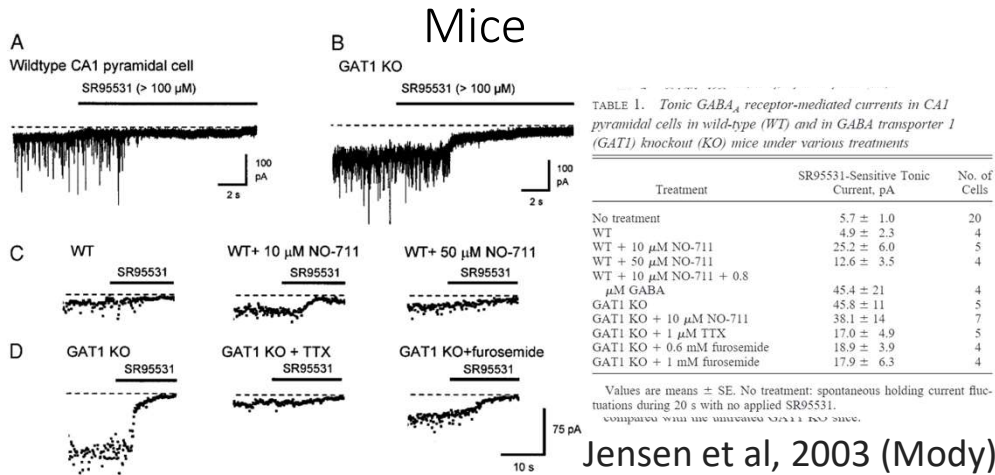 Mice
A
Wildtype CA1 pyramidal cell
SR95531 (> 100 μM)
100
pA
2 s
B
GAT1 KO
SR95531 (> 100 μM)
100
pA
2 s
C
WT
SR95531
WT+ 10 μM NO-711
SR95531
WT+ 50 μM NO-711
SR95531
D
GAT1 KO
SR95531
GAT1 KO + TTX
SR95531
GAT1 KO+furosemide
SR95531
75 pA
10 s
TABLE 1. Tonic GABAA receptor-mediated currents in CA1
pyramidal cells in wild-type (WT) and in GABA transporter 1
(GAT1) knockout (KO) mice under various treatments
Treatment SR95531-Sensitive Tonic Current, pA No. of Cells
No treatment 5.7 ± 1.0 20
WT 4.9 ± 2.3 4
WT + 10 μM NO-711 25.2 ± 6.0 5
WT + 50 μM NO-711 12.6 ± 3.5 4
WT + 10 μM NO-711 + 0.8
μM GABA 45.4 ± 21 4
GAT1 KO 45.8 ± 11 5
GAT1 KO + 10 μM NO-711 38.1 ± 14 7
GAT1 KO + 1 μM TTX 17.0 ± 4.9 5
GAT1 KO + 0.6 mM furosemide 18.9 ± 3.9 4
GAT1 KO + 1 mM furosemide 17.9 ± 6.3 4
Values are means ± SE. No treatment: spontaneous holding current fluc-
tuations during 20 s with no applied SR95531.
compared with the untreated GAT1 KO slice.
Jensen et al, 2003 (Mody)